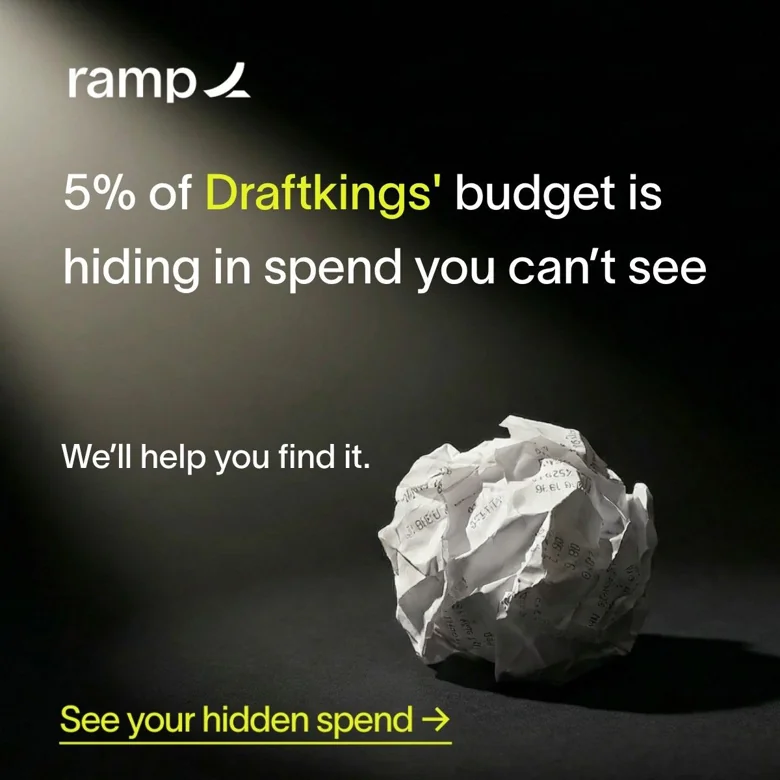 ramp
5% of Draftkings' budget is
hiding in spend you can’t see
We’ll help you find it.
See your hidden spend →